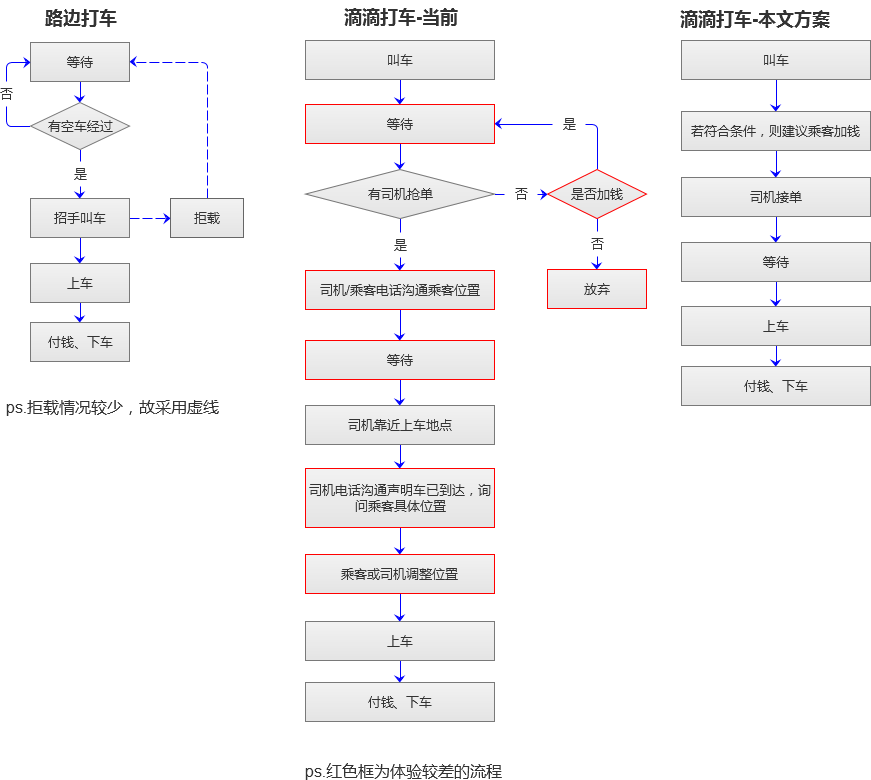 路边打车
等待
否
有空车经过
是
招手叫车
拒载
上车
付钱、下车
ps.拒载情况较少，故采用虚线
滴滴打车-当前
叫车
等待
是
有司机抢单
否
是否加钱
是
否
司机/乘客电话沟通乘客位置
放弃
等待
司机靠近上车地点
司机电话沟通声明车已到达，询
问乘客具体位置
乘客或司机调整位置
上车
付钱、下车
ps.红色框为体验较差的流程
滴滴打车-本文方案
叫车
若符合条件，则建议乘客加钱
司机接单
等待
上车
付钱、下车